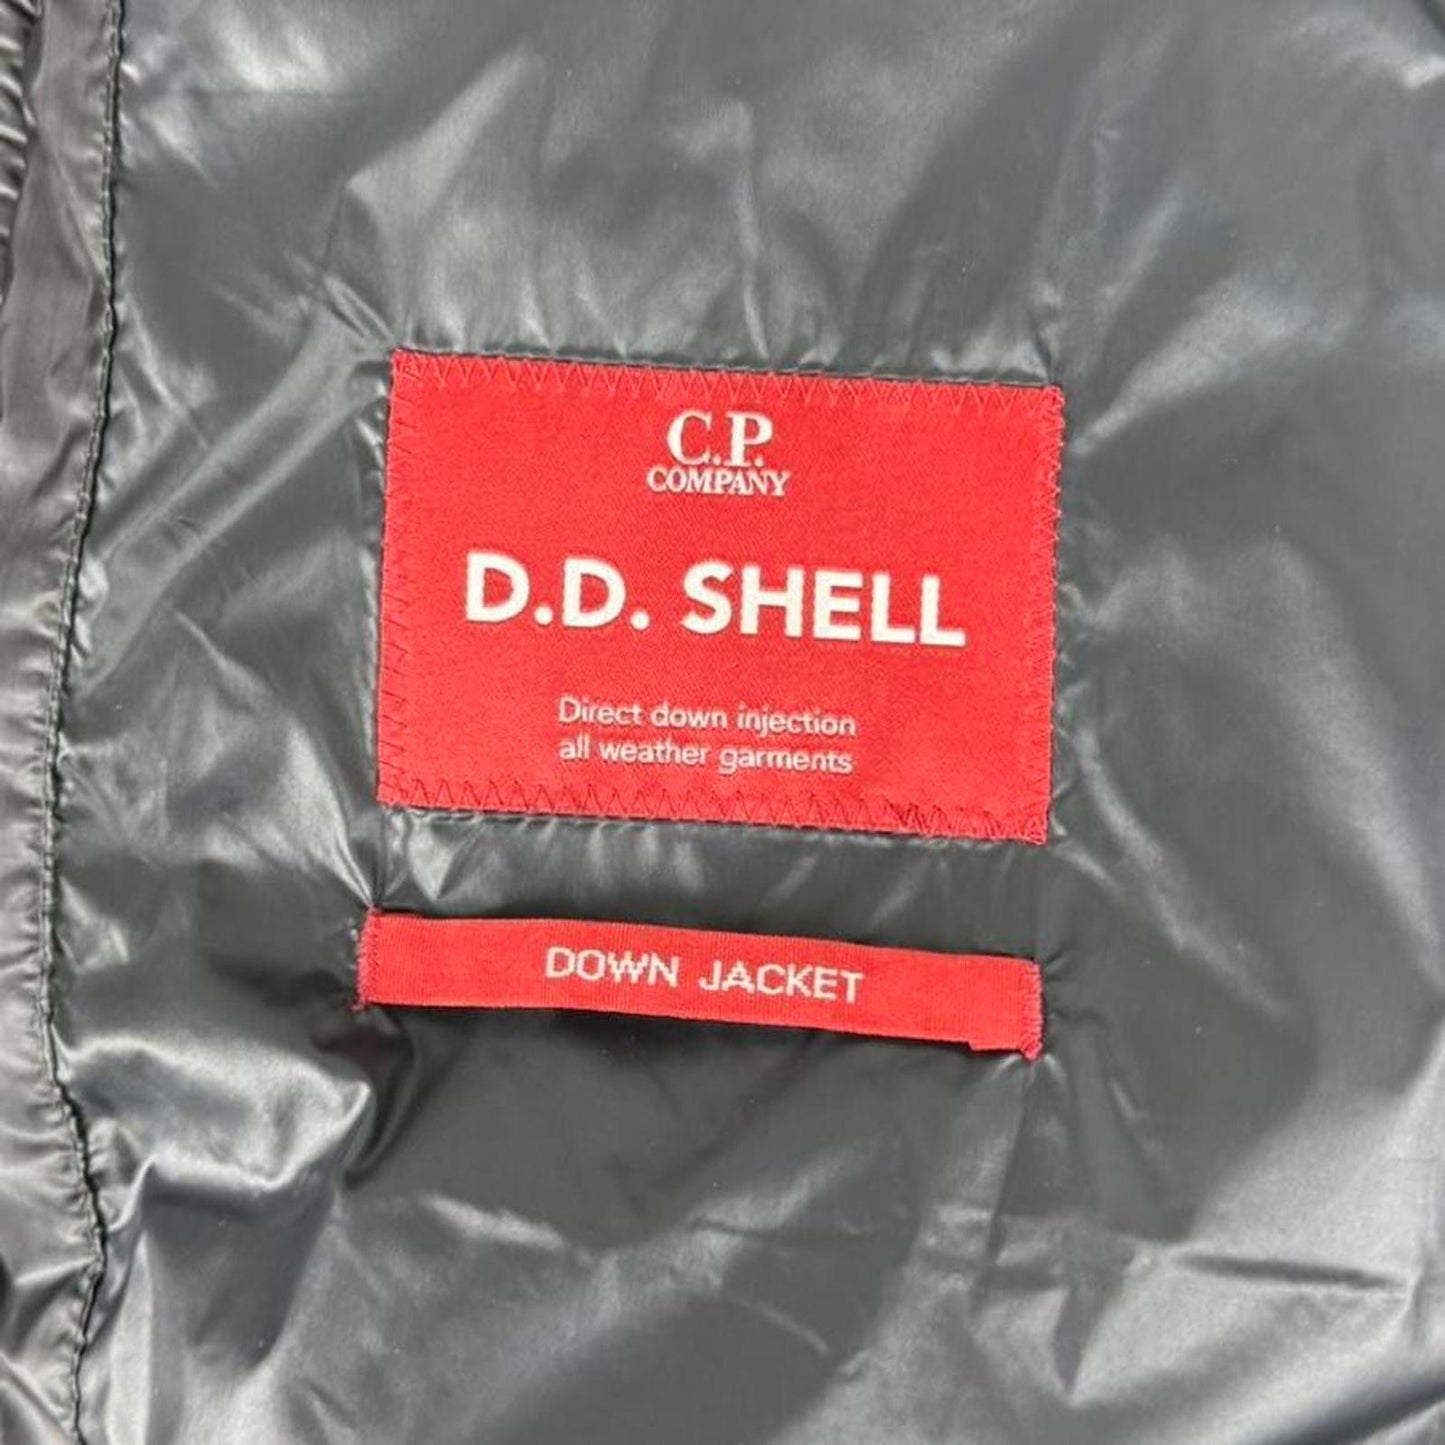 C.P.
COMPANY
D.D. SHELL
Direct down injection
all weather garments
DOWN JACKET